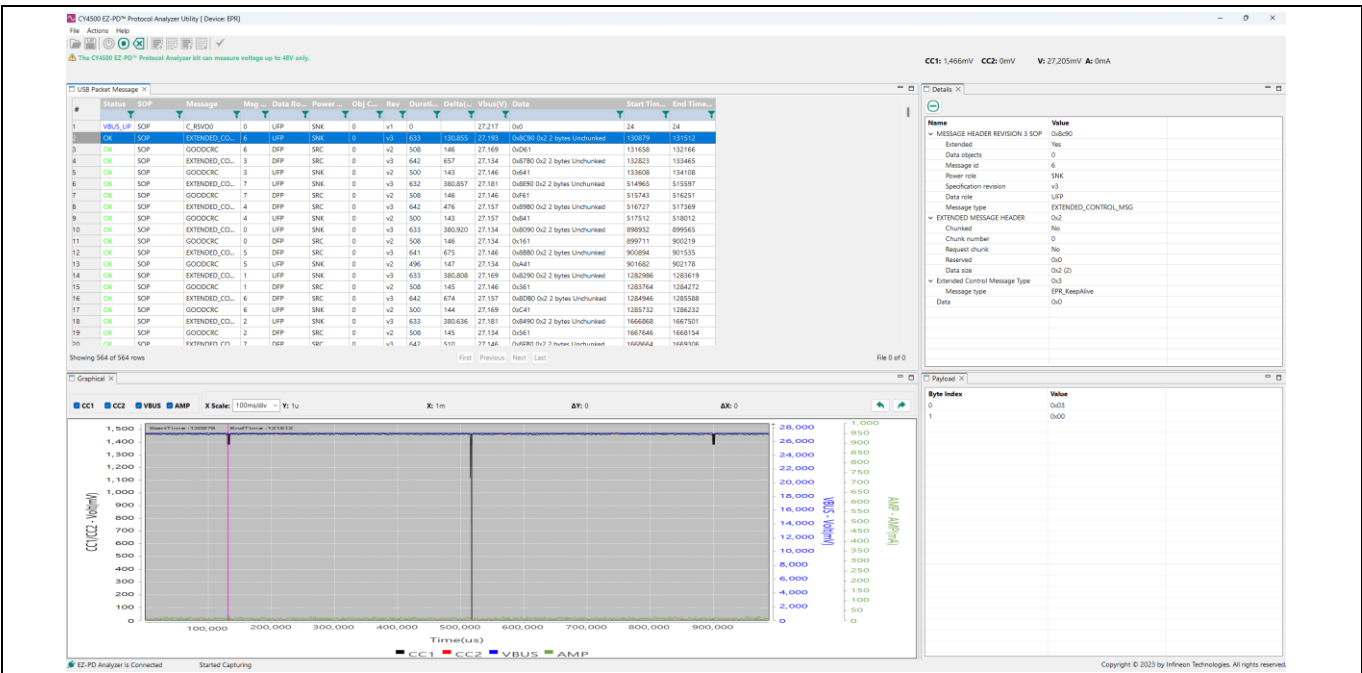 CY4500 EZ-PD™ Protocol Analyzer Utility [ Device: EPR]
File Actions Help
The CY4500 EZ-PD™ Protocol Analyzer kit can measure voltage up to 48V only.
CC1: 1,466mV CC2: 0mV V: 27,205mV A: 0mA
USB Packet Message
# Status SOP Message Msg ... Data Ro... Power ... Obj C... Rev Durati... Delta(... Vbus(V) Data Start Tim... End Time...
1 VBUS_UP SOP C_RSVD0 0 UFP SNK 0 v1 0 27.217 0x0 24 24
OK SOP EXTENDED_CO... 6 UFP SNK 0 v3 633 130.855 27.193 0x8C90 0x2 2 bytes Unchunked 130879 131512
3 OK SOP GOODCRC 6 DFP SRC 0 v2 508 146 27.169 0xD61 131658 132166
4 OK SOP EXTENDED_CO... 3 DFP SRC 0 v3 642 657 27.134 0x87B0 0x2 2 bytes Unchunked 132823 133465
5 OK SOP GOODCRC 3 UFP SNK 0 v2 500 143 27.146 0x641 133608 134108
6 OK SOP EXTENDED_CO... 7 UFP SNK 0 v3 632 380.857 27.181 0x8E90 0x2 2 bytes Unchunked 514965 515597
7 OK SOP GOODCRC 7 DFP SRC 0 v2 508 146 27.146 0xF61 515743 516251
8 OK SOP EXTENDED_CO... 4 DFP SRC 0 v3 642 476 27.157 0x89B0 0x2 2 bytes Unchunked 516727 517369
9 OK SOP GOODCRC 4 UFP SNK 0 v2 500 143 27.157 0x841 517512 518012
10 OK SOP EXTENDED_CO... 0 UFP SNK 0 v3 633 380.920 27.134 0x8090 0x2 2 bytes Unchunked 898932 899565
11 OK SOP GOODCRC 0 DFP SRC 0 v2 508 146 27.134 0x161 899711 900219
12 OK SOP EXTENDED_CO... 5 DFP SRC 0 v3 641 675 27.146 0x8BB0 0x2 2 bytes Unchunked 900894 901535
13 OK SOP GOODCRC 5 UFP SNK 0 v2 496 147 27.134 0xA41 901682 902178
14 OK SOP EXTENDED_CO... 1 UFP SNK 0 v3 633 380.808 27.169 0x8290 0x2 2 bytes Unchunked 1282986 1283619
15 OK SOP GOODCRC 1 DFP SRC 0 v2 508 145 27.146 0x361 1283764 1284272
16 OK SOP EXTENDED_CO... 6 DFP SRC 0 v3 642 674 27.157 0x8DB0 0x2 2 bytes Unchunked 1284946 1285588
17 OK SOP GOODCRC 6 UFP SNK 0 v2 500 144 27.169 0xC41 1285732 1286232
18 OK SOP EXTENDED_CO... 2 UFP SNK 0 v3 633 380.636 27.181 0x8490 0x2 2 bytes Unchunked 1666868 1667501
19 OK SOP GOODCRC 2 DFP SRC 0 v2 508 145 27.134 0x561 1667646 1668154
20 OK SOP EXTENDED_CO... 7 DFP SRC 0 v3 642 510 27.146 0x8FB0 0x2 2 bytes Unchunked 1668664 1669306
Showing 564 of 564 rows First Previous Next Last File 0 of 0
Details
Name Value
MESSAGE HEADER REVISION 3 SOP 0x8c90
Extended Yes
Data objects 0
Message id 6
Power role SNK
Specification revision v3
Data role UFP
Message type EXTENDED_CONTROL_MSG
EXTENDED MESSAGE HEADER 0x2
Chunked No
Chunk number 0
Request chunk No
Reserved 0x0
Data size 0x2 (2)
Extended Control Message Type 0x3
Message type EPR_KeepAlive
Data 0x0
Graphical
CC1 CC2 VBUS AMP X Scale: 100ms/div Y: 1u X: 1m ΔY: 0 ΔX: 0
StartTime :130879 EndTime :131512
CC1/CC2 - Volt(mV)
1,500
1,400
1,300
1,200
1,100
1,000
900
800
700
600
500
400
300
200
100
0
28,000
26,000
24,000
22,000
20,000
18,000
16,000
14,000
12,000
10,000
8,000
6,000
4,000
2,000
0
VBUS - Volt(mV)
1,000
950
900
850
800
750
700
650
600
550
500
450
400
350
300
250
200
150
100
50
0
AMP - AMP(mA)
100,000 200,000 300,000 400,000 500,000 600,000 700,000 800,000 900,000
Time(us)
CC1 CC2 VBUS AMP
Payload
Byte Index Value
0 0x03
1 0x00
EZ-PD Analyzer is Connected Started Capturing
Copyright © 2023 by Infineon Technologies. All rights reserved.